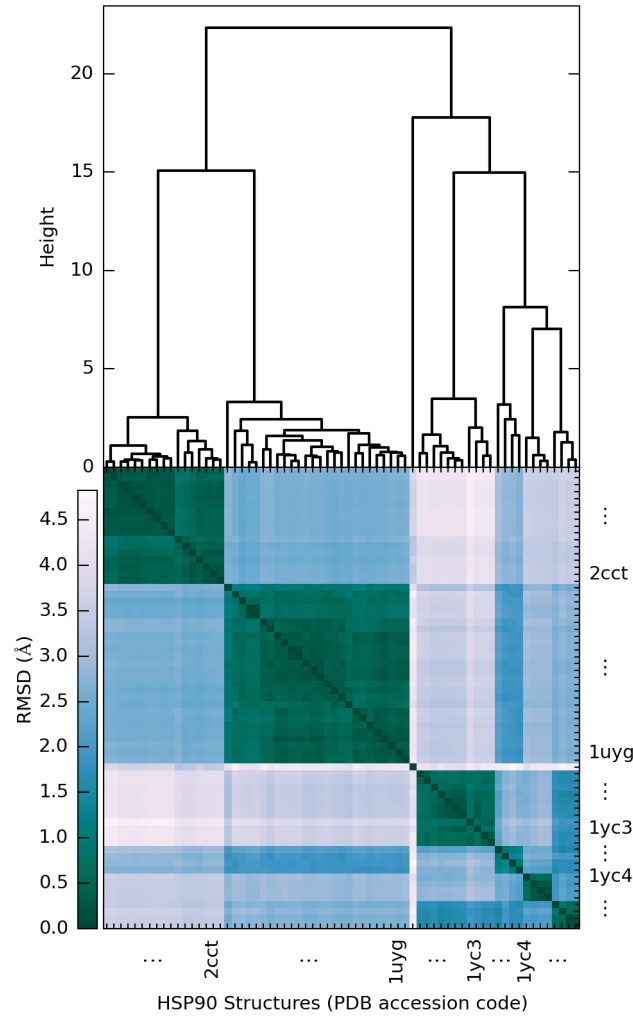 20
15
10
5
0
Height
4.5
4.0
3.5
3.0
2.5
2.0
1.5
1.0
0.5
0.0
RMSD (Å)
⋮
2cct
⋮
1uyg
⋮
1yc3
⋮
1yc4
⋮
... 2cct ... 1uyg ... 1yc3 ... 1yc4 ...
HSP90 Structures (PDB accession code)